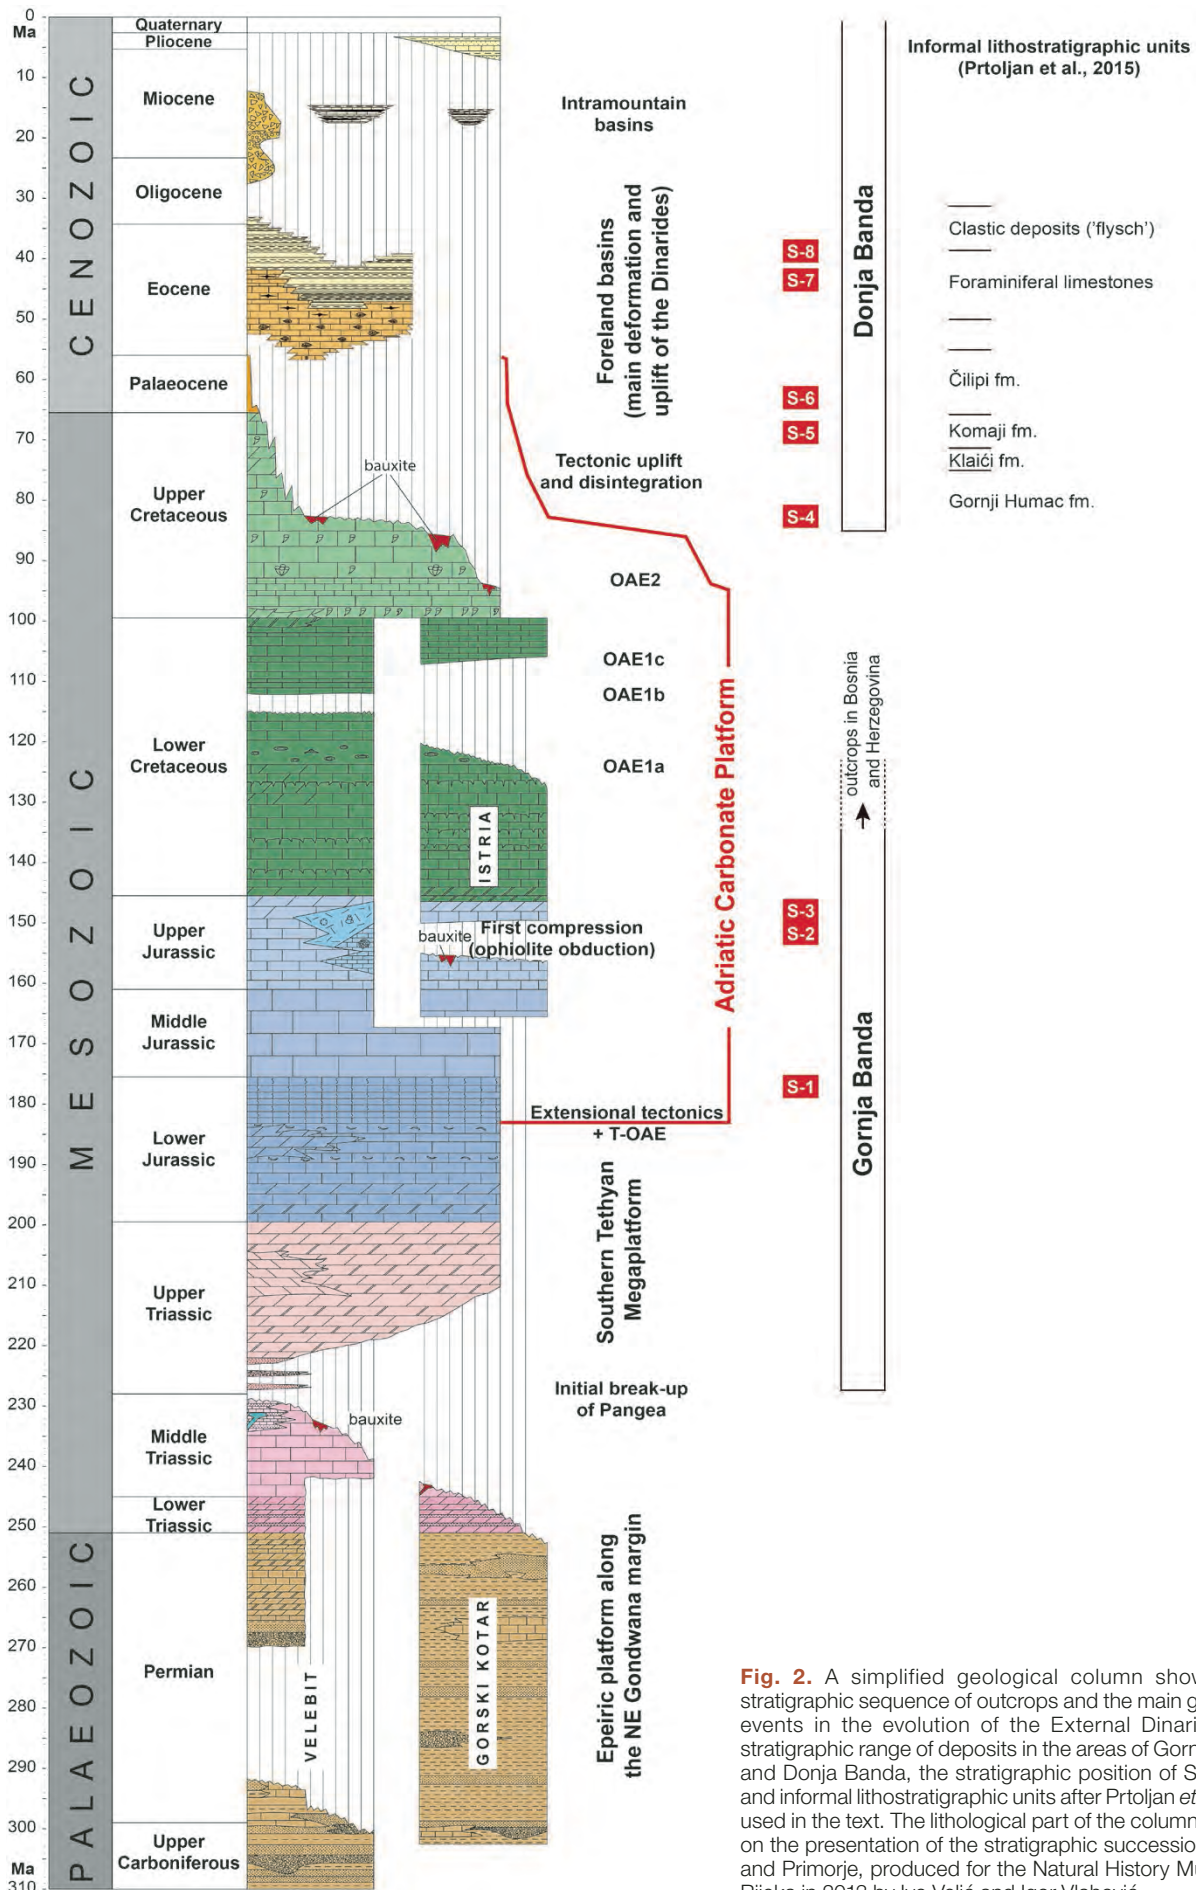 0
Ma
10
20
30
40
50
60
70
80
90
100
110
120
130
140
150
160
170
180
190
200
210
220
230
240
250
260
270
280
290
300
Ma
310
CENOZOIC
MESOZOIC
PALAEOZOIC
Quaternary
Pliocene
Miocene
Oligocene
Eocene
Palaeocene
Upper
Cretaceous
Lower
Cretaceous
Upper
Jurassic
Middle
Jurassic
Lower
Jurassic
Upper
Triassic
Middle
Triassic
Lower
Triassic
Permian
Upper
Carboniferous
bauxite
ISTRIA
bauxite
bauxite
VELEBIT
GORSKI KOTAR
Intramountain
basins
Foreland basins
(main deformation and
uplift of the Dinarides)
Tectonic uplift
and disintegration
OAE2
OAE1c
OAE1b
OAE1a
First compression
(ophiolite obduction)
Extensional tectonics
+ T-OAE
Southern Tethyan
Megaplatform
Initial break-up
of Pangea
Epeiric platform along
the NE Gondwana margin
Adriatic Carbonate Platform
S-8
S-7
S-6
S-5
S-4
S-3
S-2
S-1
Donja Banda
outcrops in Bosnia
and Herzegovina
Gornja Banda
Informal lithostratigraphic units
(Prtoljan et al., 2015)
Clastic deposits ('flysch')
Foraminiferal limestones
Čilipi fm.
Komaji fm.
Klaići fm.
Gornji Humac fm.
Fig. 2. A simplified geological column show
stratigraphic sequence of outcrops and the main g
events in the evolution of the External Dinari
stratigraphic range of deposits in the areas of Gorn
and Donja Banda, the stratigraphic position of S
and informal lithostratigraphic units after Prtoljan et
used in the text. The lithological part of the column
on the presentation of the stratigraphic successio
and Primorje, produced for the Natural History Mu
Rijeka in 2012 by Ivo Velić and Igor Vlahović